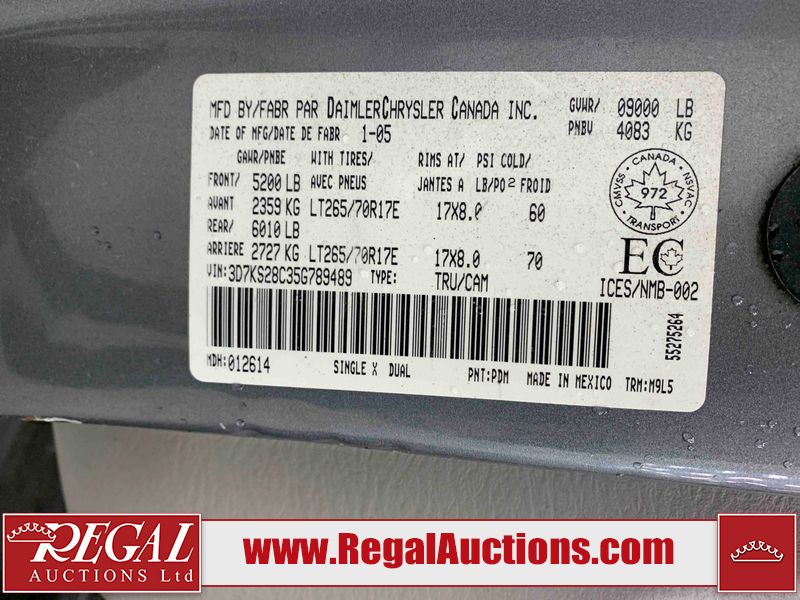 MFD BY/FABR PAR DAIMLERCHRYSLER CANADA INC. GVWR/ 09000 LB
DATE OF MFG/DATE DE FABR 1-05 PNBV 4083 KG
GAWR/PNBE WITH TIRES/ RIMS AT/ PSI COLD/
FRONT/ 5200 LB AVEC PNEUS JANTES A LB/PO2 FROID
AVANT 2359 KG LT265/70R17E 17X8.0 60
REAR/ 6010 LB
ARRIERE 2727 KG LT265/70R17E 17X8.0 70
VIN:3D7KS28C35G789489 TYPE: TRU/CAM
CANADA
CMVSS 972 NSVAC
TRANSPORT
EC
ICES/NMB-002
55275264
MDH:012614 SINGLE X DUAL PNT:PDM MADE IN MEXICO TRM:M9L5
REGAL
AUCTIONS Ltd
www.RegalAuctions.com